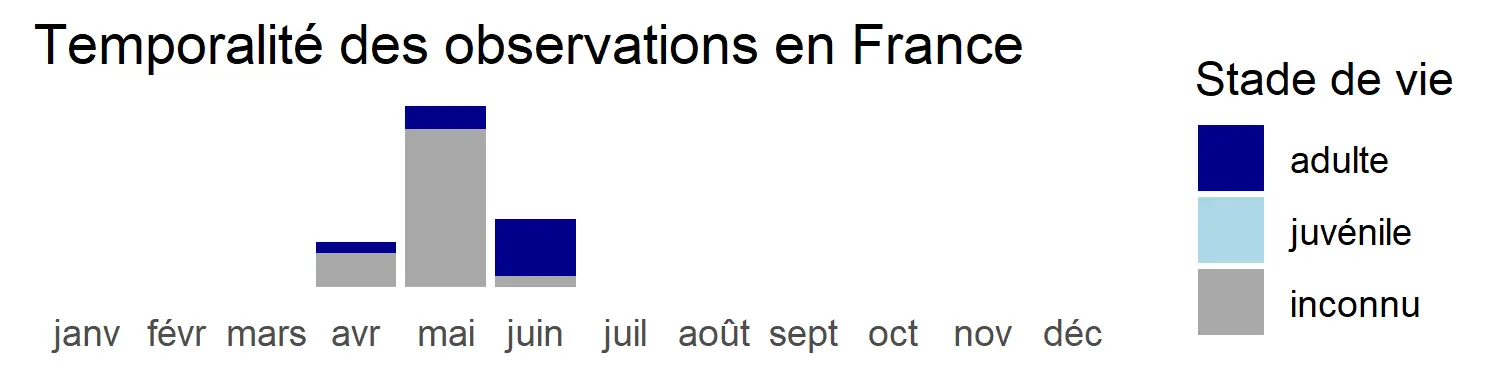 Temporalité des observations en France
janv févr mars avr mai juin juil août sept oct nov déc
Stade de vie
adulte
juvénile
inconnu